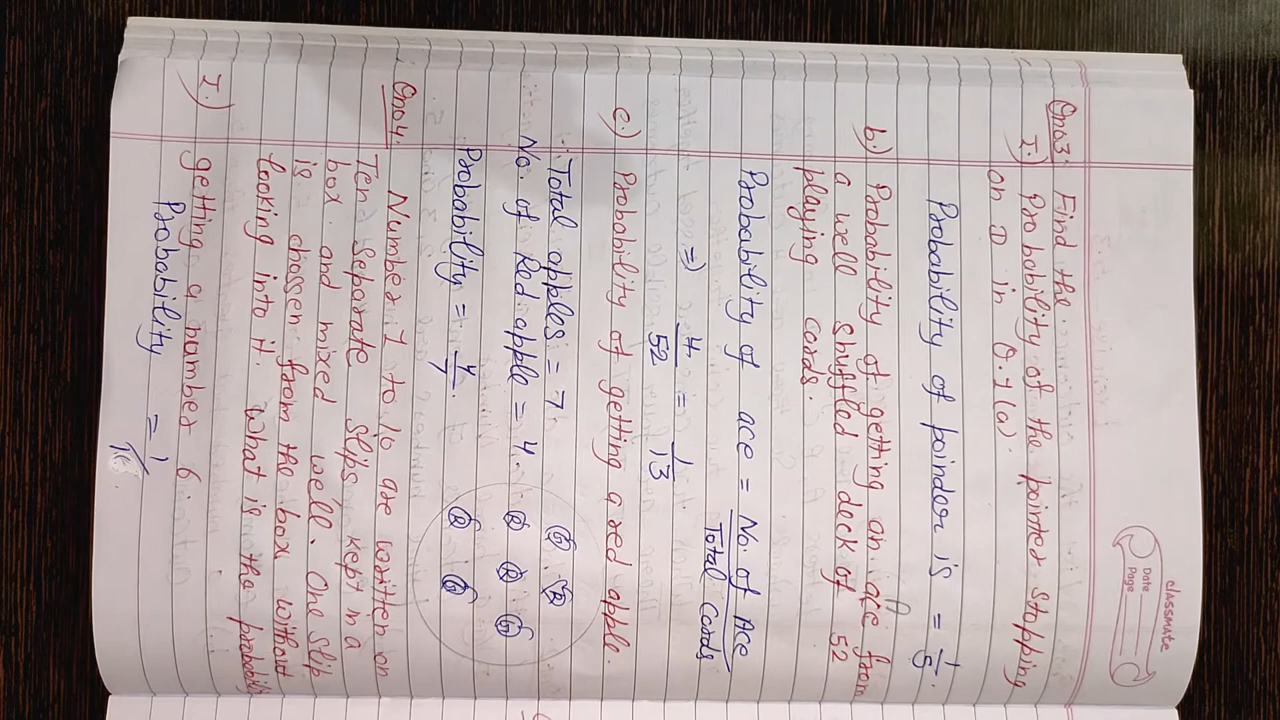 classmate
Date
Page
Qno3: Find the.
I.) Probability of the pointer stopping
on D in Q.1 (a).
Probability of poinder is = 1/5.
b.) Probability of getting an ace from
a well shuffled deck of 52
playing cards.
Probability of ace = No. of Ace / Total Cards
=) 4/52 = 1/13
c.) Probability of getting a red apple.
Total apples = 7
No. of Red apple = 4.
Probability = 4/7.
G R
R R G
R G
Qno4. Number 1 to 10 are written on
Ten Separate Slips kept in a
box and mixed well. One slip
is chossen from the box without
looking into it. What is the probability
I.) getting a number 6.
Probability = 1/10.